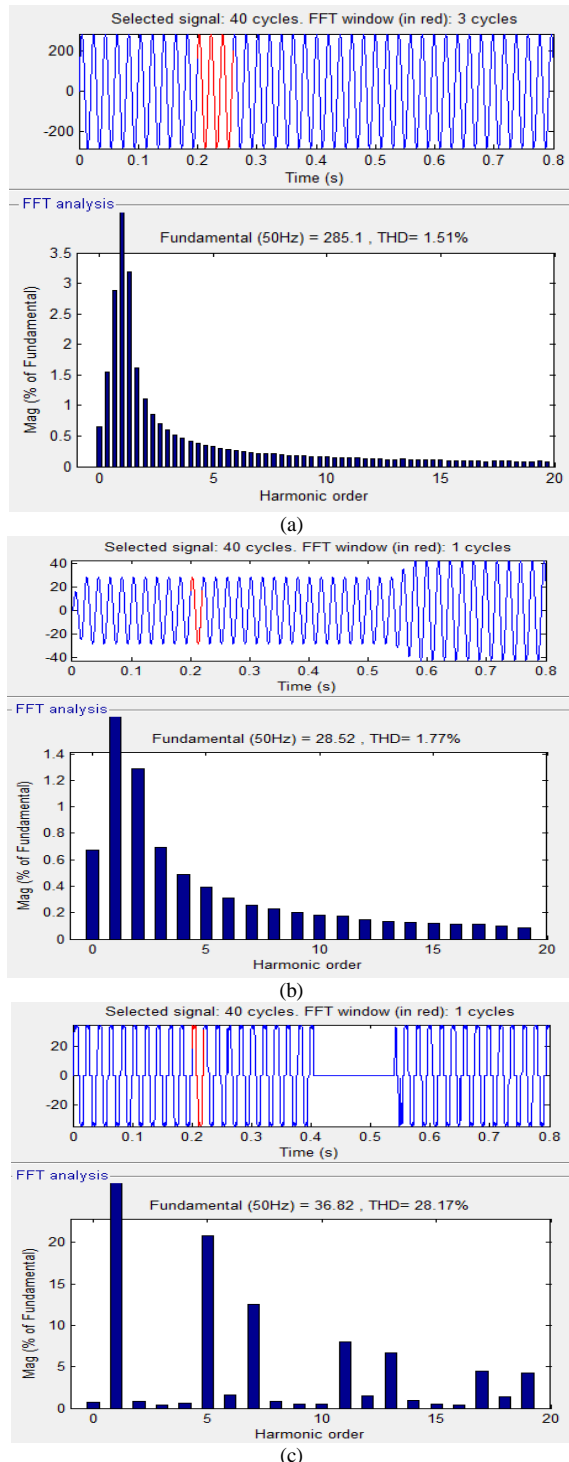 Selected signal: 40 cycles. FFT window (in red): 3 cycles
200
0
-200
0 0.1 0.2 0.3 0.4 0.5 0.6 0.7 0.8
Time (s)
FFT analysis
Fundamental (50Hz) = 285.1 , THD= 1.51%
3.5
3
2.5
2
1.5
1
0.5
0
Mag (% of Fundamental)
0 5 10 15 20
Harmonic order
(a)
Selected signal: 40 cycles. FFT window (in red): 1 cycles
40
20
0
-20
-40
0 0.1 0.2 0.3 0.4 0.5 0.6 0.7 0.8
Time (s)
FFT analysis
Fundamental (50Hz) = 28.52 , THD= 1.77%
1.4
1.2
1
0.8
0.6
0.4
0.2
0
Mag (% of Fundamental)
0 5 10 15 20
Harmonic order
(b)
Selected signal: 40 cycles. FFT window (in red): 1 cycles
20
0
-20
0 0.1 0.2 0.3 0.4 0.5 0.6 0.7 0.8
Time (s)
FFT analysis
Fundamental (50Hz) = 36.82 , THD= 28.17%
20
15
10
5
0
Mag (% of Fundamental)
0 5 10 15 20
Harmonic order
(c)